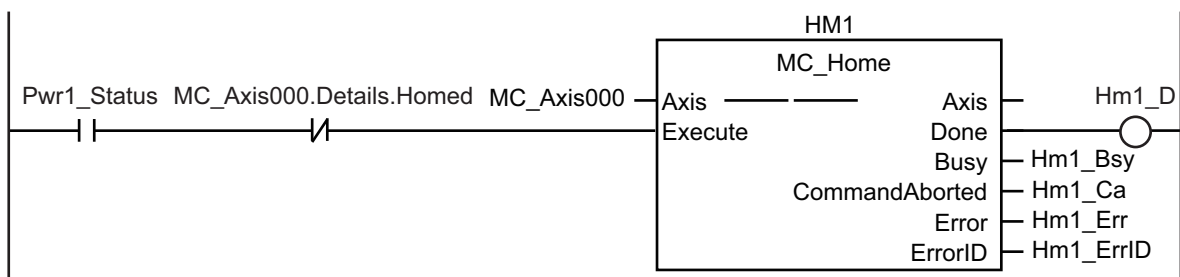 HM1
MC_Home
Pwr1_Status MC_Axis000.Details.Homed MC_Axis000 Axis Axis Hm1_D
Execute Done
Busy Hm1_Bsy
CommandAborted Hm1_Ca
Error Hm1_Err
ErrorID Hm1_ErrID